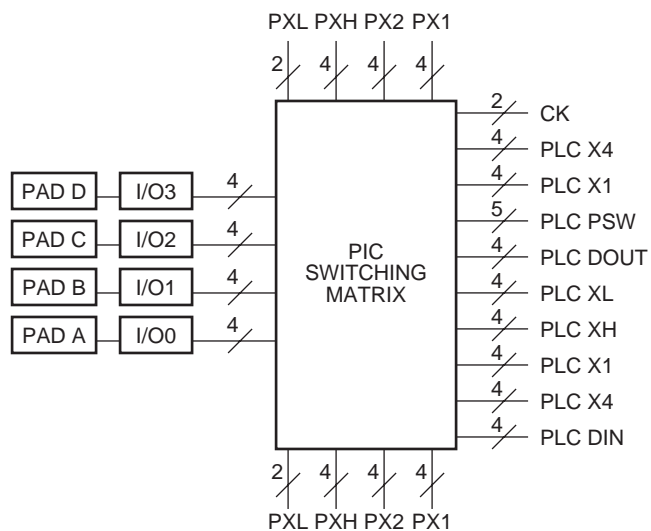 PXL PXH PX2 PX1
2 4 4 4
2 CK
4 PLC X4
4 PLC X1
5 PLC PSW
4 PLC DOUT
4 PLC XL
4 PLC XH
4 PLC X1
4 PLC X4
4 PLC DIN
PAD D I/O3 4
PAD C I/O2 4
PAD B I/O1 4
PAD A I/O0 4
PIC
SWITCHING
MATRIX
2 4 4 4
PXL PXH PX2 PX1